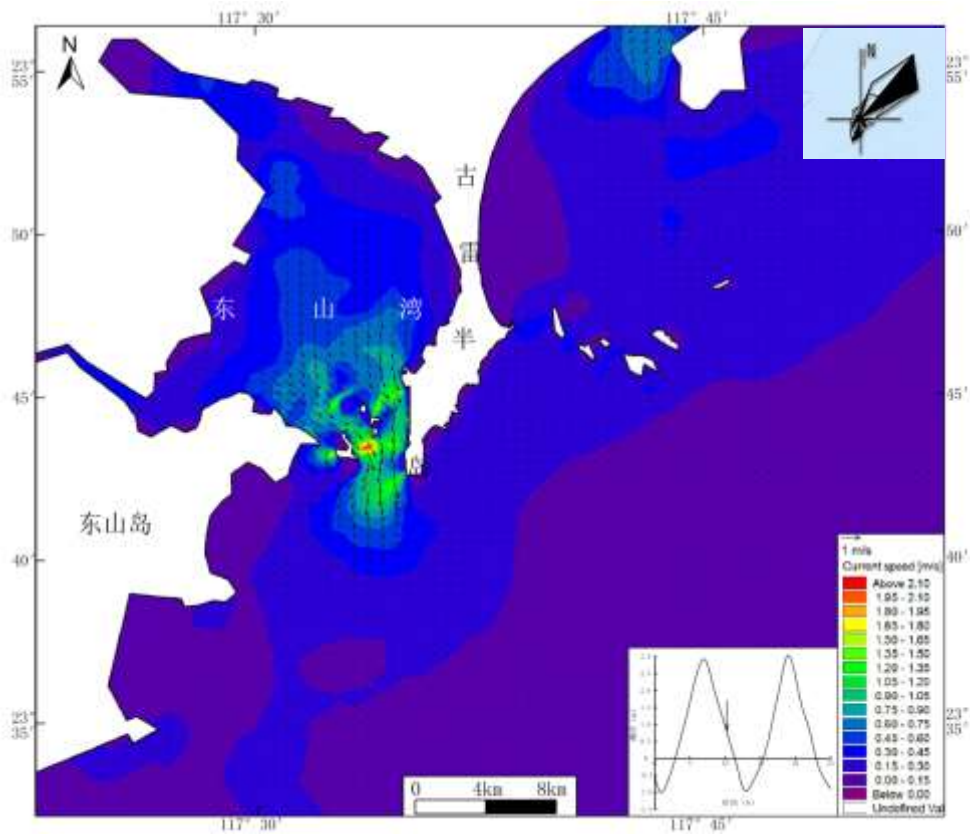 117° 30′
117° 45′
N
N
23°
55′
23°
55′
古
雷
半
岛
50′
50′
东 山 湾
45′
45′
东山岛
40′
40′
1 m/s
Current speed [m/s]
Above 2.10
1.95 - 2.10
1.80 - 1.95
1.65 - 1.80
1.50 - 1.65
1.35 - 1.50
1.20 - 1.35
1.05 - 1.20
0.90 - 1.05
0.75 - 0.90
0.60 - 0.75
0.45 - 0.60
0.30 - 0.45
0.15 - 0.30
0.00 - 0.15
Below 0.00
Undefined Val
23°
35′
23°
35′
0 4km 8km
117° 30′
117° 45′